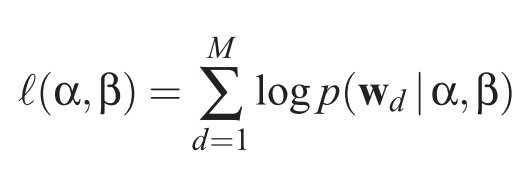 ℓ(α,β) = ∑_{d=1}^{M} log p(𝐰_d | α,β)